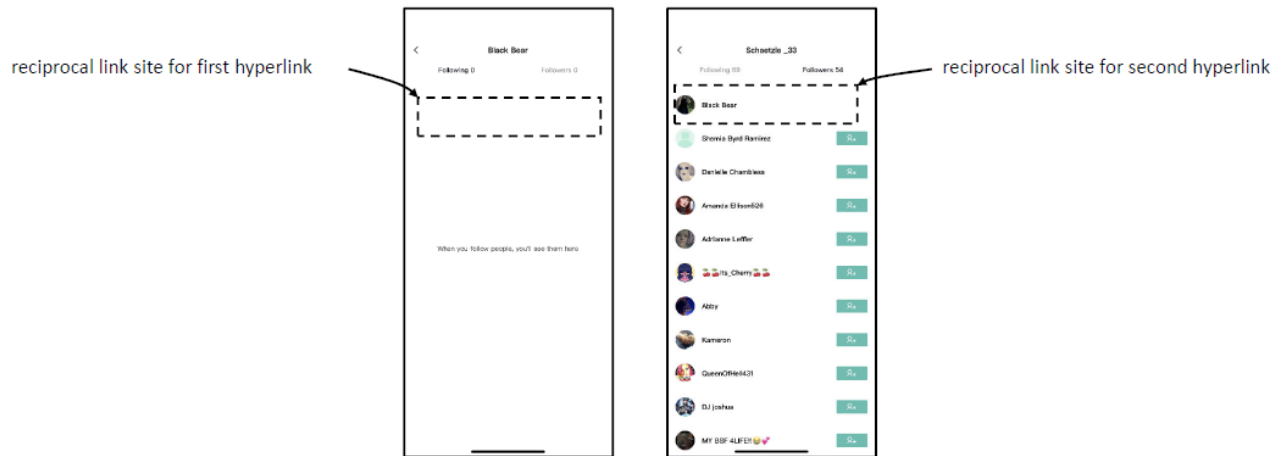 reciprocal link site for first hyperlink
Black Bear
Following 0 Followers 0
When you follow people, you'll see them here
Schaetzle _33
Following 69 Followers 54
Black Bear
Shemia Byrd Ramirez
Danielle Chambless
Amanda Ellison526
Adrianne Leffler
🍒🍒Its_Cherry🍒🍒
Abby
Kameron
QueenOfHell431
DJ joshua
MY BSF 4LIFE!!😂💕
reciprocal link site for second hyperlink